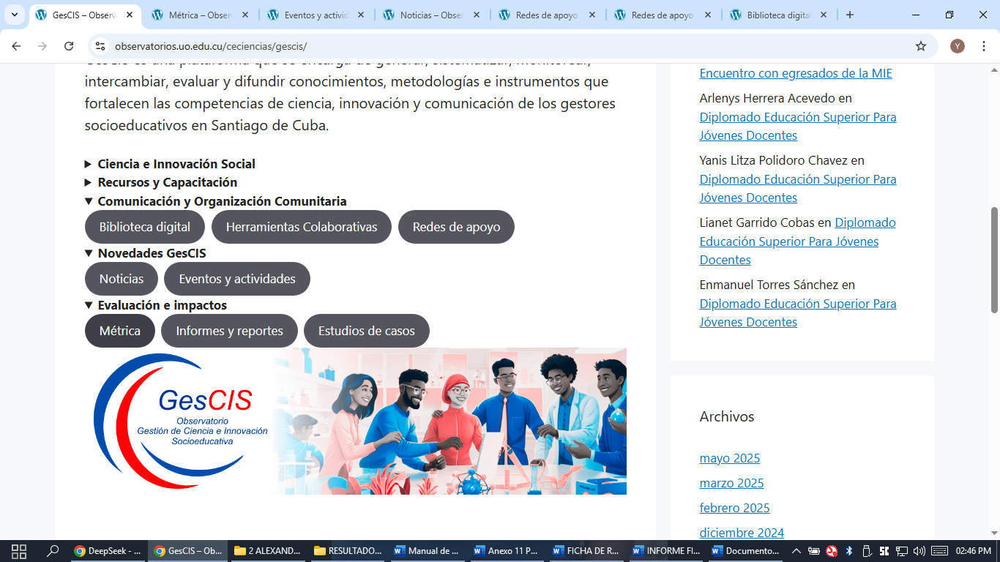 GesCIS – Observ
Métrica – Obser
Eventos y activid
Noticias – Obser
Redes de apoyo
Redes de apoyo
Biblioteca digital
observatorios.uo.edu.cu/ceciencias/gescis/
Y
intercambiar, evaluar y difundir conocimientos, metodologías e instrumentos que
fortalecen las competencias de ciencia, innovación y comunicación de los gestores
socioeducativos en Santiago de Cuba.
Ciencia e Innovación Social
Recursos y Capacitación
Comunicación y Organización Comunitaria
Biblioteca digital
Herramientas Colaborativas
Redes de apoyo
Novedades GesCIS
Noticias
Eventos y actividades
Evaluación e impactos
Métrica
Informes y reportes
Estudios de casos
GesCIS
Observatorio
Gestión de Ciencia e Innovación
Socioeducativa
Encuentro con egresados de la MIE
Arlenys Herrera Acevedo en
Diplomado Educación Superior Para
Jóvenes Docentes
Yanis Litza Polidoro Chavez en
Diplomado Educación Superior Para
Jóvenes Docentes
Lianet Garrido Cobas en Diplomado
Educación Superior Para Jóvenes
Docentes
Enmanuel Torres Sánchez en
Diplomado Educación Superior Para
Jóvenes Docentes
Archivos
mayo 2025
marzo 2025
febrero 2025
diciembre 2024
DeepSeek - ...
GesCIS – Ob...
2 ALEXAND...
RESULTADO...
Manual de ...
Anexo 11 P...
FICHA DE R...
INFORME FI...
Documento...
02:46 PM